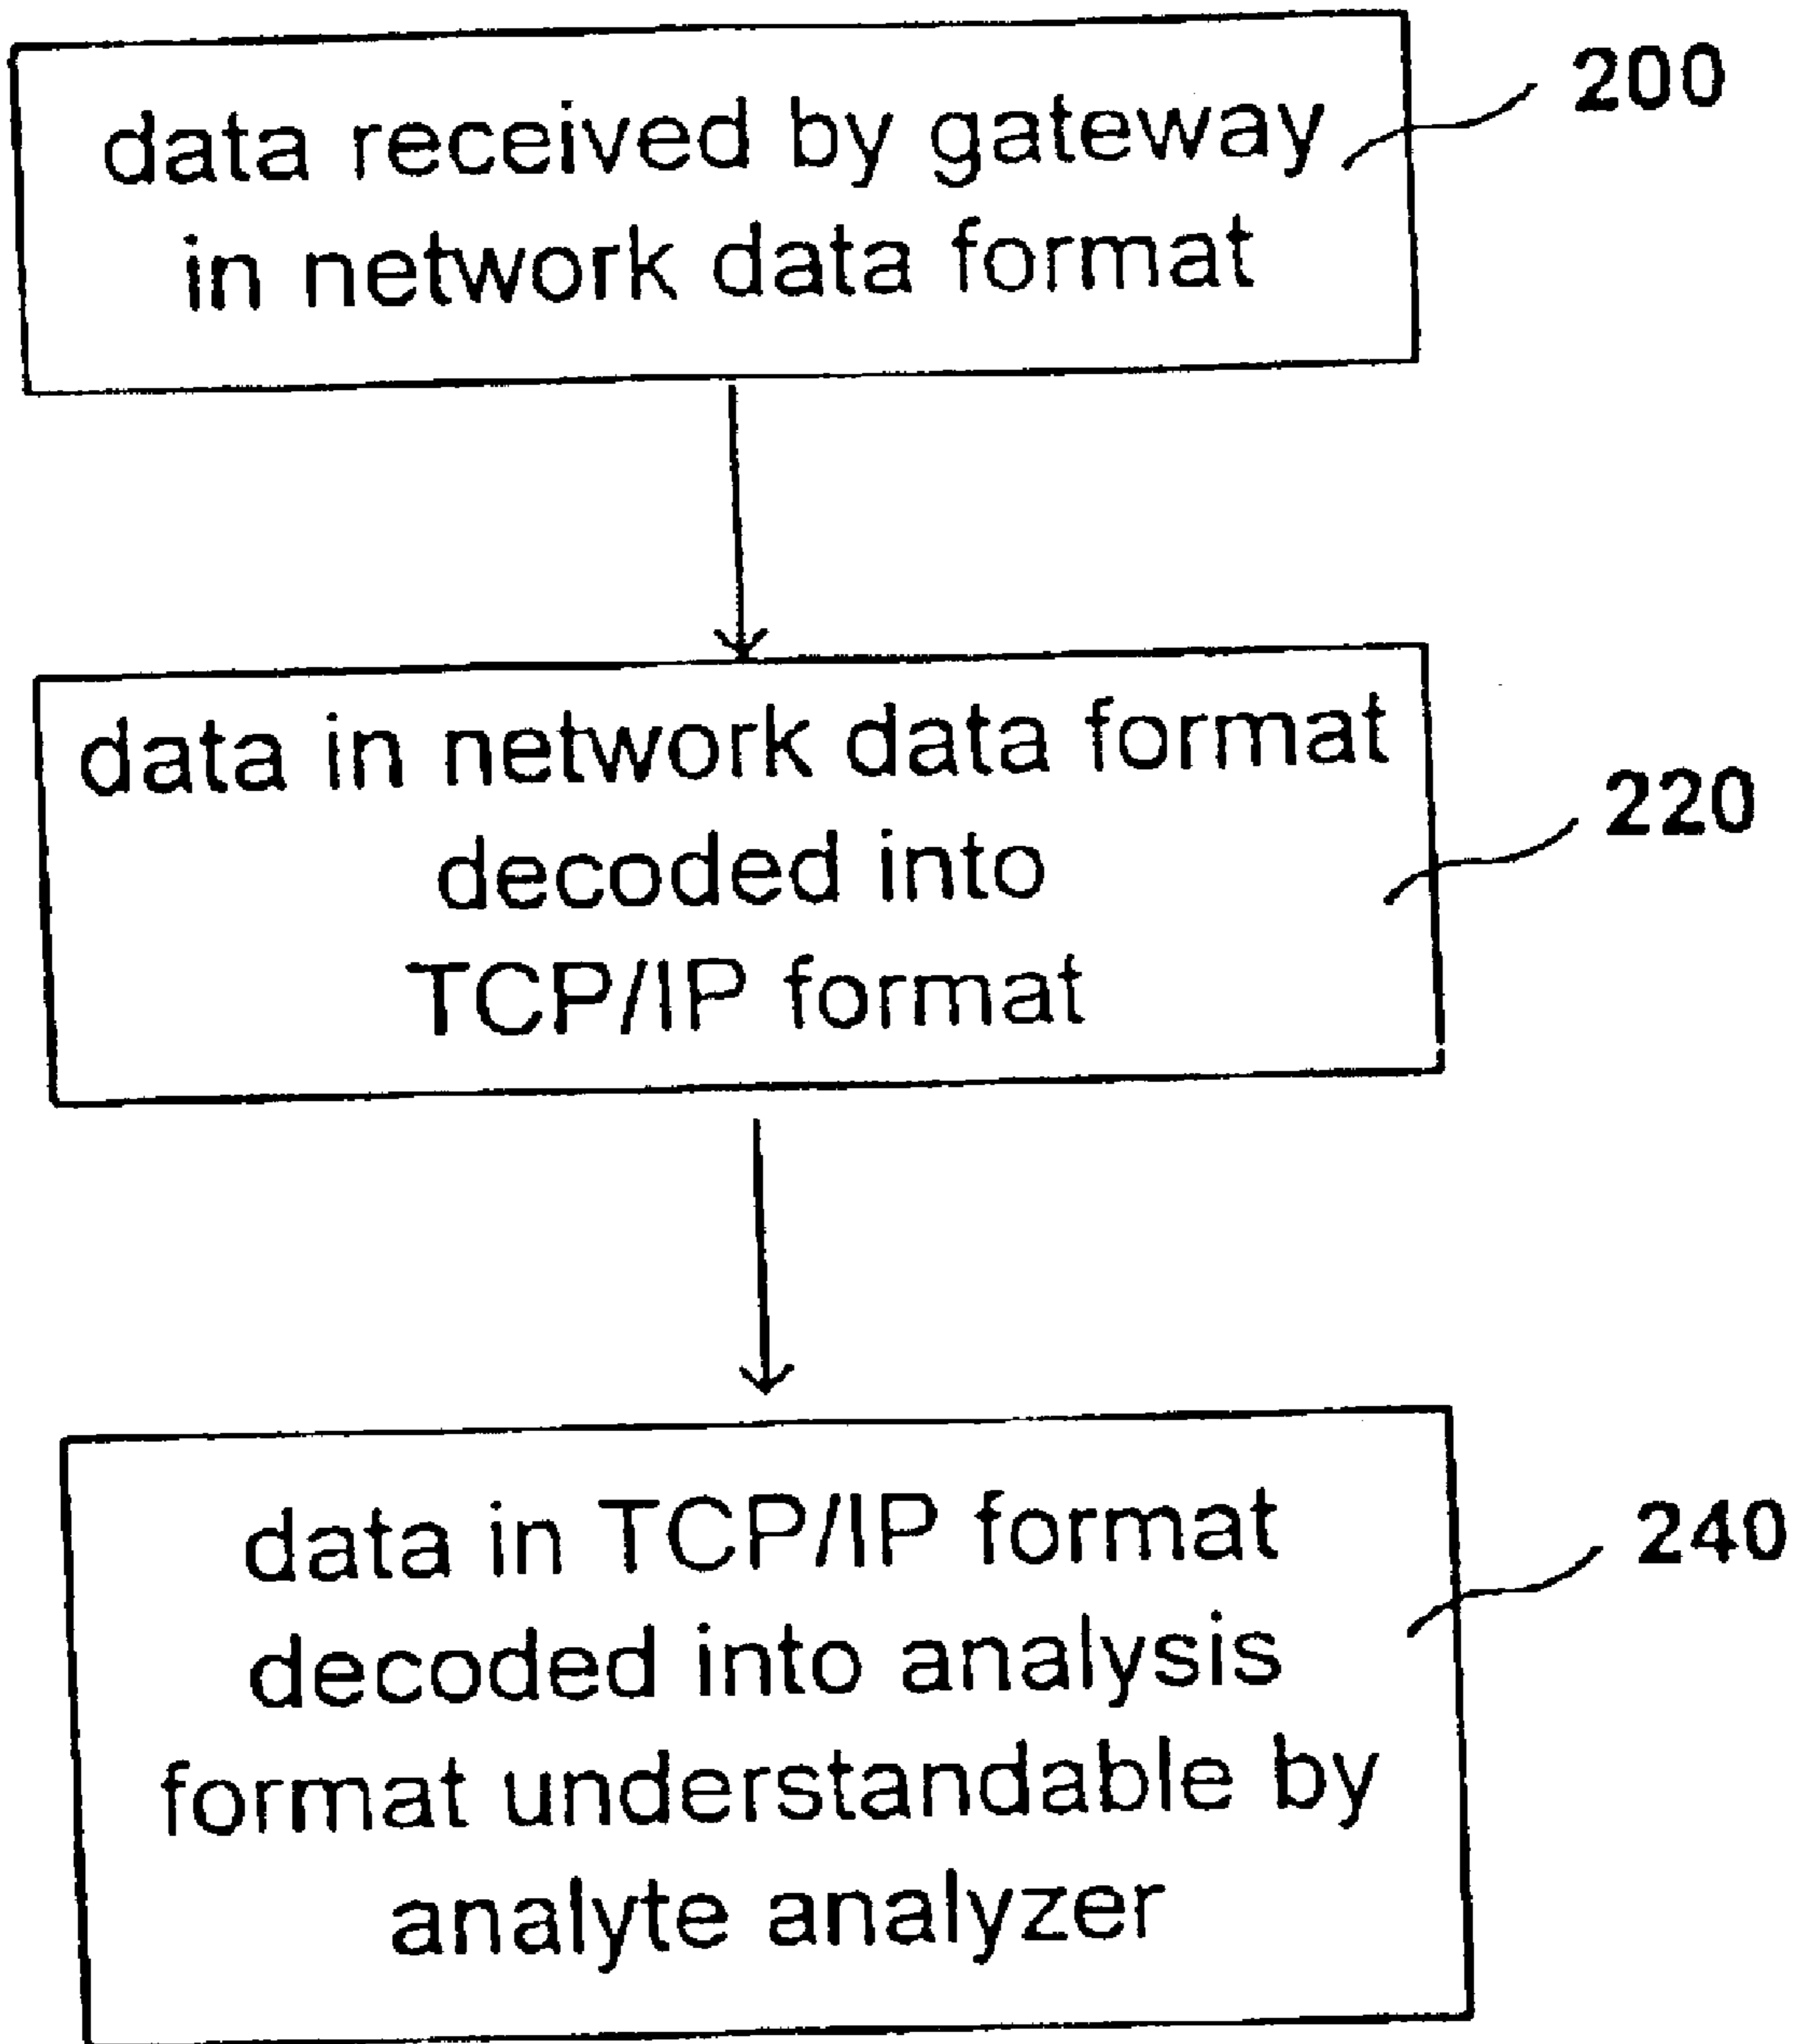 data received by gateway
in network data format
200
data in network data format
decoded into
TCP/IP format
220
data in TCP/IP format
decoded into analysis
format understandable by
analyte analyzer
240